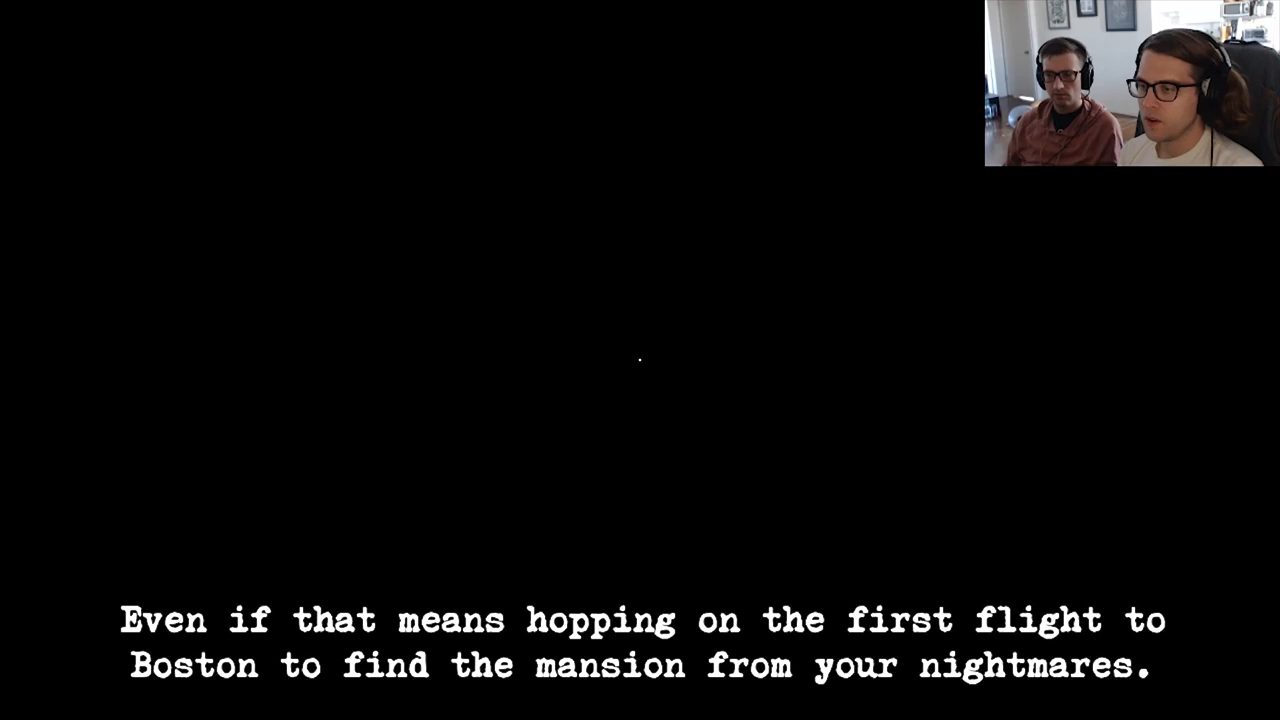 Even if that means hopping on the first flight to
Boston to find the mansion from your nightmares.